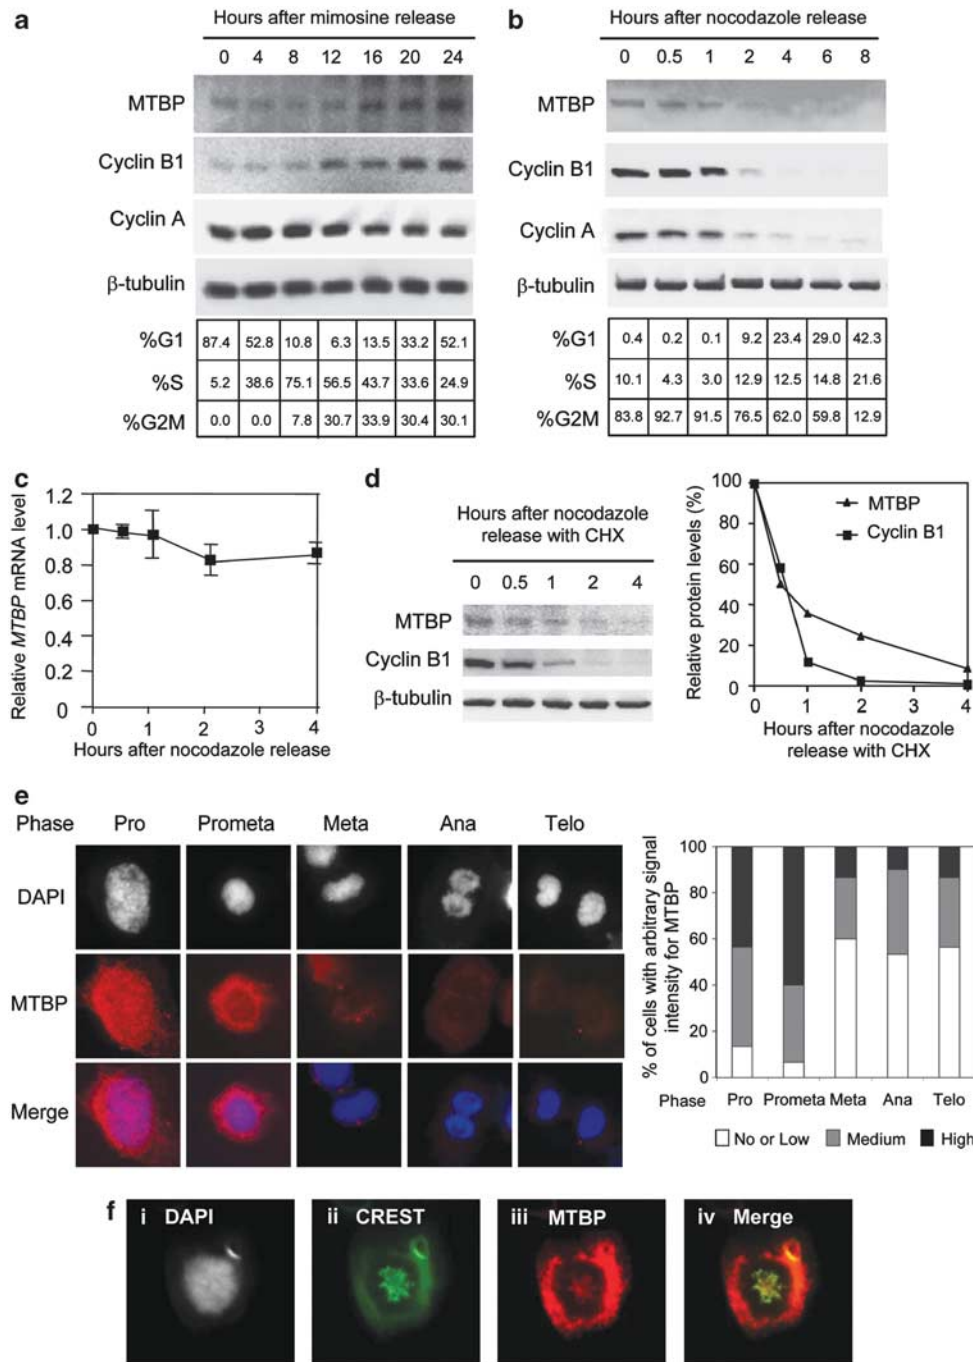 a
Hours after mimosine release
0 4 8 12 16 20 24
MTBP
Cyclin B1
Cyclin A
β-tubulin
%G1 87.4 52.8 10.8 6.3 13.5 33.2 52.1
%S 5.2 38.6 75.1 56.5 43.7 33.6 24.9
%G2M 0.0 0.0 7.8 30.7 33.9 30.4 30.1
b
Hours after nocodazole release
0 0.5 1 2 4 6 8
MTBP
Cyclin B1
Cyclin A
β-tubulin
%G1 0.4 0.2 0.1 9.2 23.4 29.0 42.3
%S 10.1 4.3 3.0 12.9 12.5 14.8 21.6
%G2M 83.8 92.7 91.5 76.5 62.0 59.8 12.9
c
Relative MTBP mRNA level
1.2
1.0
0.8
0.6
0.4
0.2
0
0 1 2 3 4
Hours after nocodazole release
d
Hours after nocodazole
release with CHX
0 0.5 1 2 4
MTBP
Cyclin B1
β-tubulin
Relative protein levels (%)
100
80
60
40
20
0
MTBP
Cyclin B1
0 1 2 3 4
Hours after nocodazole
release with CHX
e
Phase Pro Prometa Meta Ana Telo
DAPI
MTBP
Merge
% of cells with arbitrary signal
intensity for MTBP
100
80
60
40
20
0
Phase Pro Prometa Meta Ana Telo
No or Low Medium High
f
i DAPI
ii CREST
iii MTBP
iv Merge